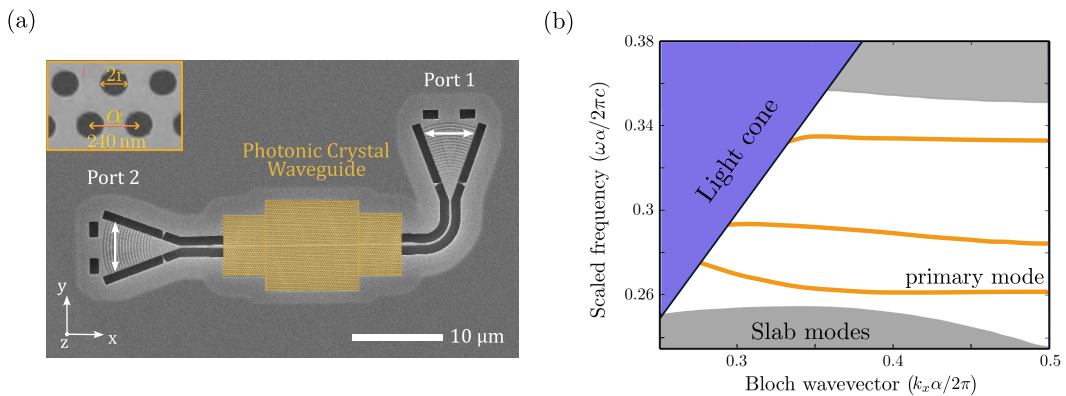 (a)
2r
α
240 nm
Port 1
Photonic Crystal
Waveguide
Port 2
y
z
x
10 μm
(b)
Scaled frequency (ωα/2πc)
0.38
0.34
0.3
0.26
Light cone
primary mode
Slab modes
0.3
0.4
0.5
Bloch wavevector (kₓα/2π)